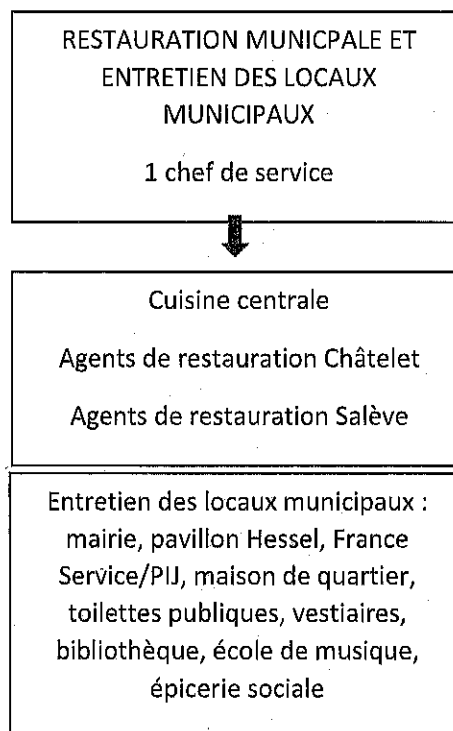 RESTAURATION MUNICPALE ET
ENTRETIEN DES LOCAUX
MUNICIPAUX
1 chef de service
Cuisine centrale
Agents de restauration Châtelet
Agents de restauration Salève
Entretien des locaux municipaux :
mairie, pavillon Hessel, France
Service/PIJ, maison de quartier,
toilettes publiques, vestiaires,
bibliothèque, école de musique,
épicerie sociale